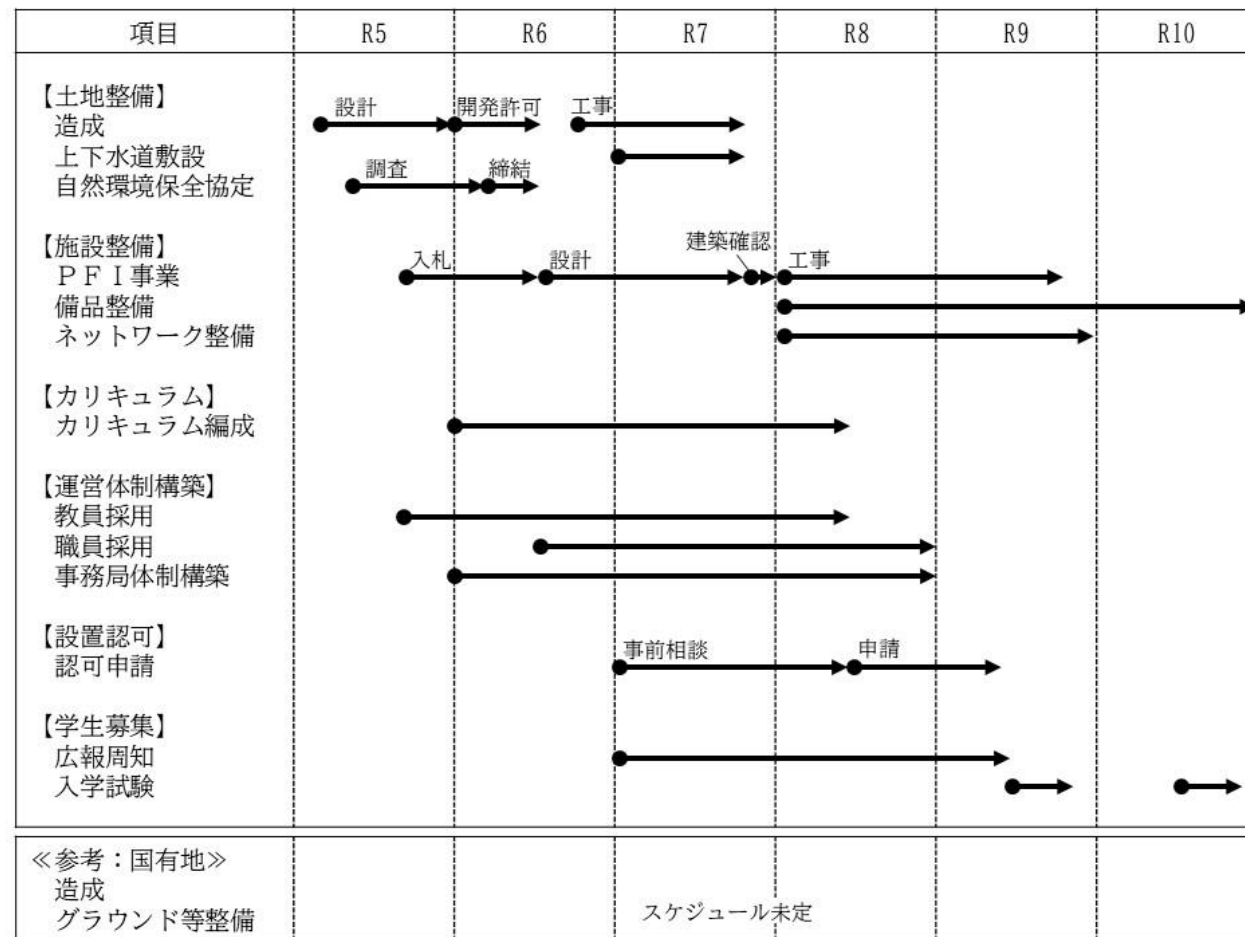 項目 R5 R6 R7 R8 R9 R10
【土地整備】
造成 設計 開発許可 工事
上下水道敷設
自然環境保全協定 調査 締結
【施設整備】
ＰＦＩ事業 入札 設計 建築確認 工事
備品整備
ネットワーク整備
【カリキュラム】
カリキュラム編成
【運営体制構築】
教員採用
職員採用
事務局体制構築
【設置認可】
認可申請 事前相談 申請
【学生募集】
広報周知
入学試験
≪参考：国有地≫
造成
グラウンド等整備 スケジュール未定